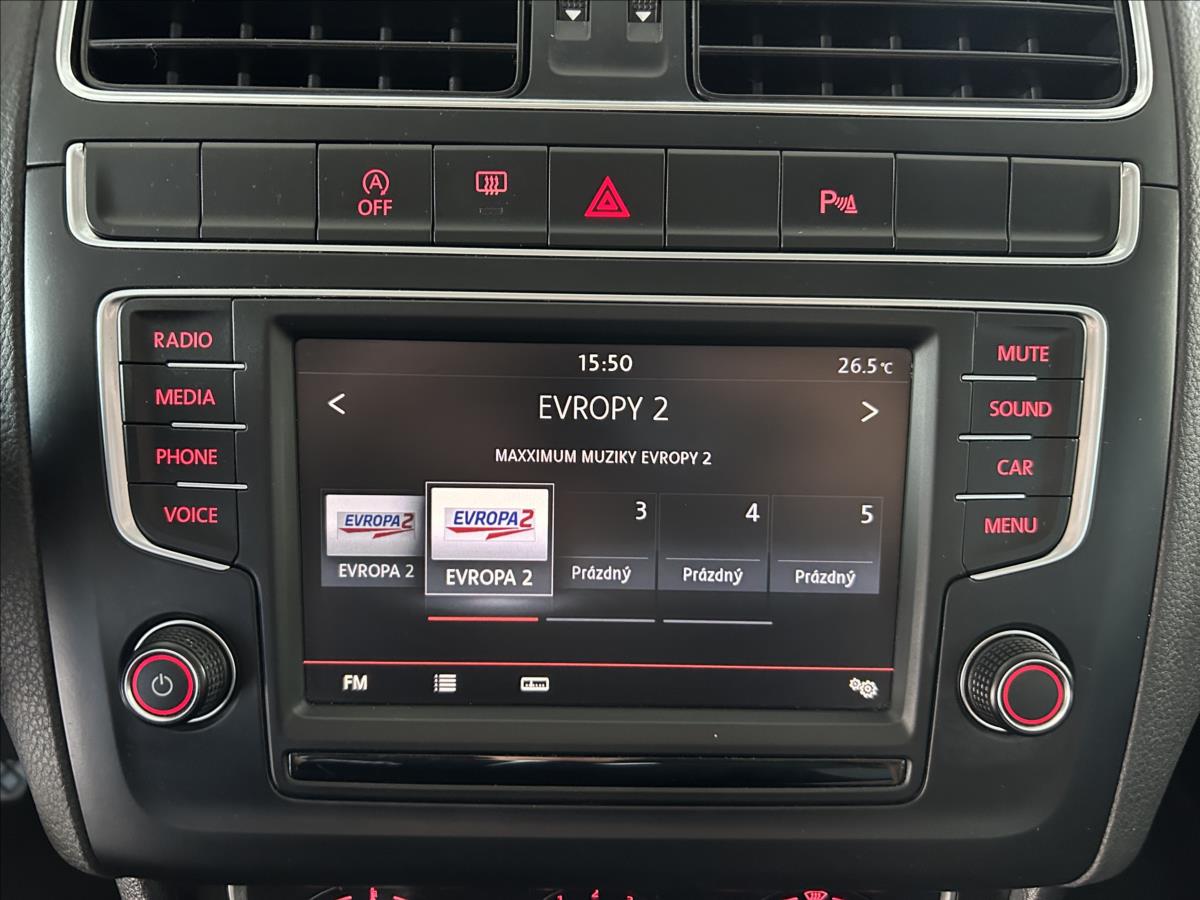 A
OFF
P
RADIO
MEDIA
PHONE
VOICE
15:50
26.5°C
< EVROPY 2 >
MAXXIMUM MUZIKY EVROPY 2
EVROPA 2
EVROPA 2
3
4
5
EVROPA 2
EVROPA 2
Prázdný
Prázdný
Prázdný
FM
MUTE
SOUND
CAR
MENU
2